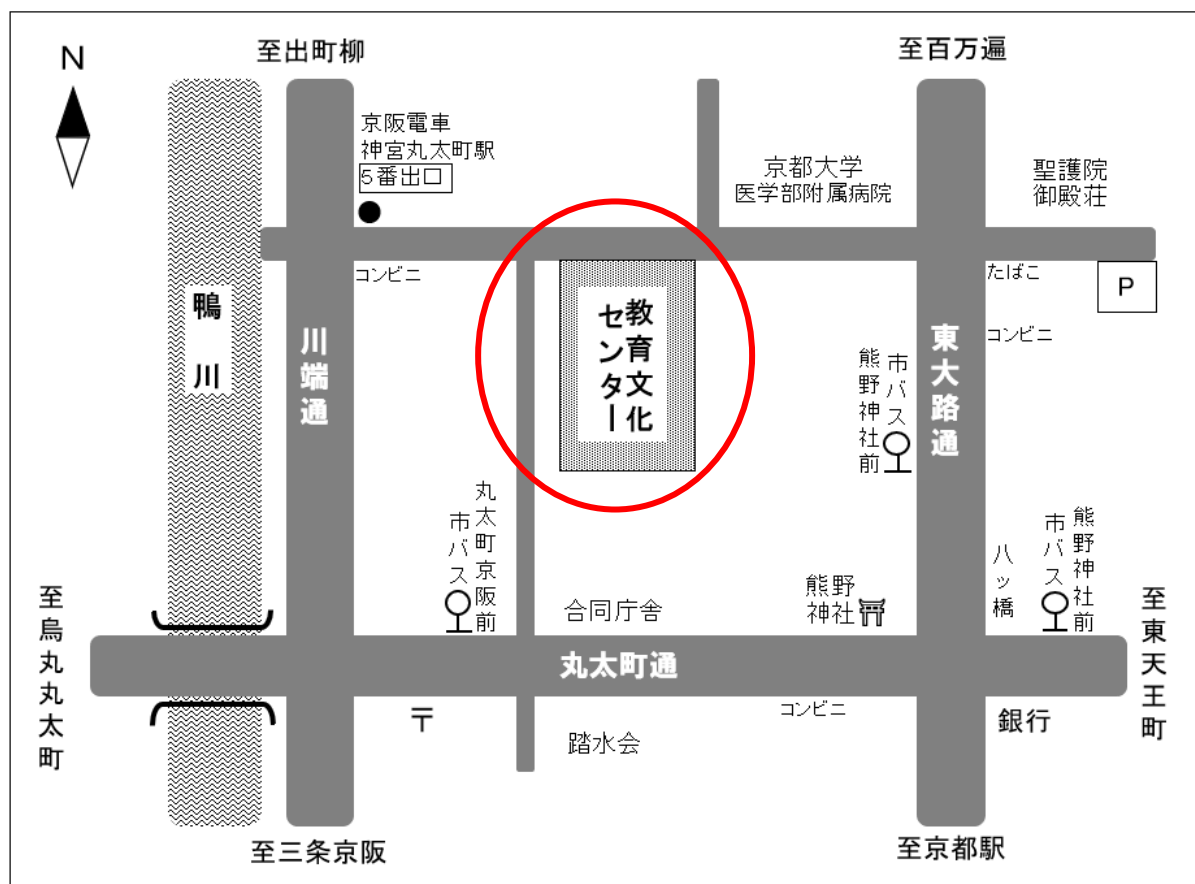 N
至出町柳
至百万遍
京阪電車
神宮丸太町駅
5番出口
京都大学
医学部附属病院
聖護院
御殿荘
コンビニ
たばこ
P
コンビニ
鴨川
川端通
教育文化
センター
東大路通
市バス
熊野神社前
丸太町京阪前
市バス
合同庁舎
熊野
神社
八ッ橋
熊野神社前
市バス
至烏丸丸太町
丸太町通
至東天王町
〒
踏水会
コンビニ
銀行
至三条京阪
至京都駅